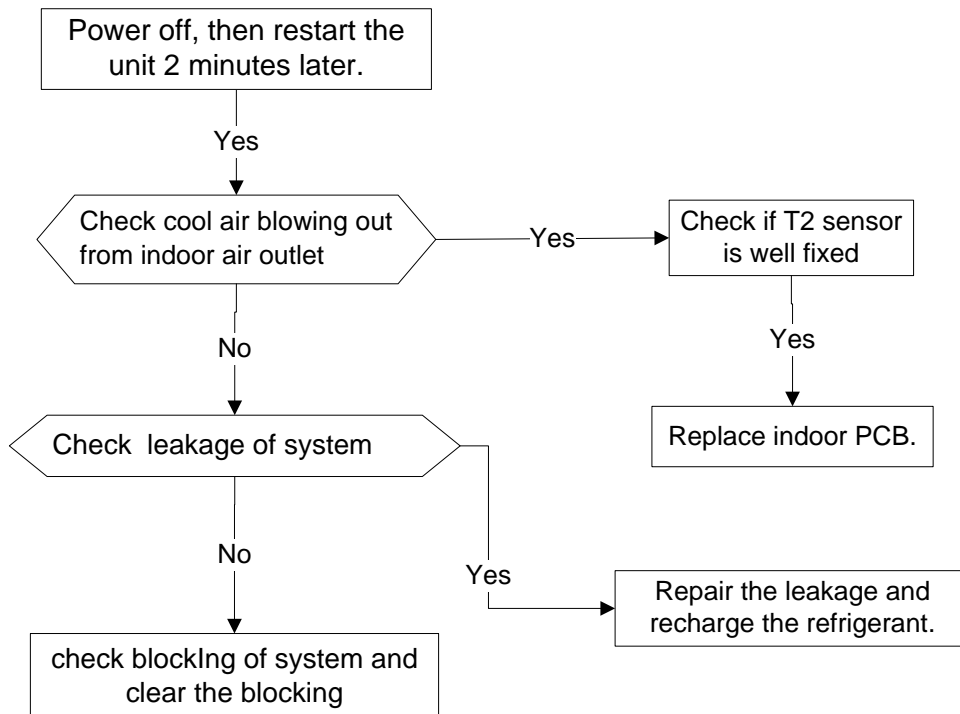 Power off, then restart the
unit 2 minutes later.
Yes
Check cool air blowing out
from indoor air outlet
Yes
Check if T2 sensor
is well fixed
Yes
Replace indoor PCB.
No
Check leakage of system
Yes
Repair the leakage and
recharge the refrigerant.
No
check blockIng of system and
clear the blocking